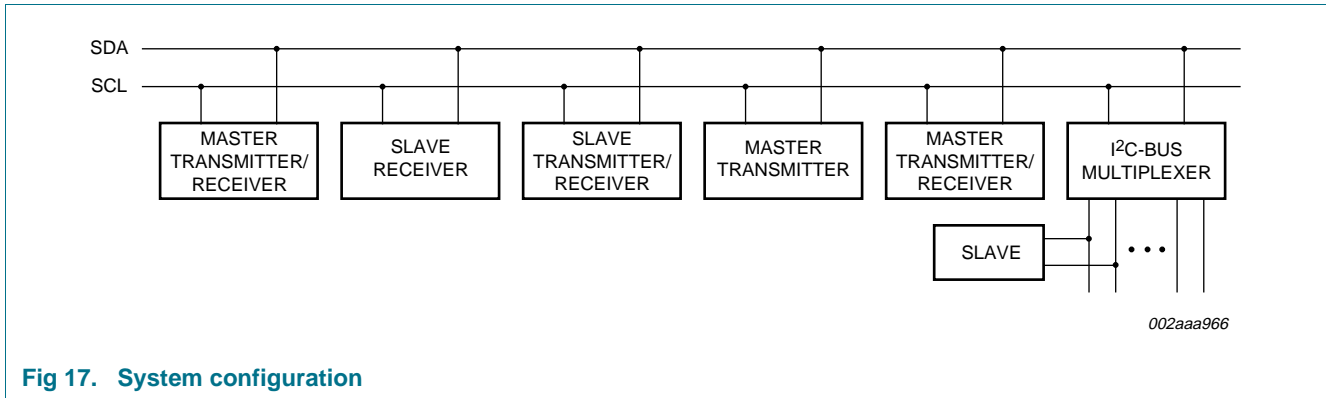 SDA
SCL
MASTER
TRANSMITTER/
RECEIVER
SLAVE
RECEIVER
SLAVE
TRANSMITTER/
RECEIVER
MASTER
TRANSMITTER
MASTER
TRANSMITTER/
RECEIVER
I²C-BUS
MULTIPLEXER
SLAVE
002aaa966
Fig 17. System configuration